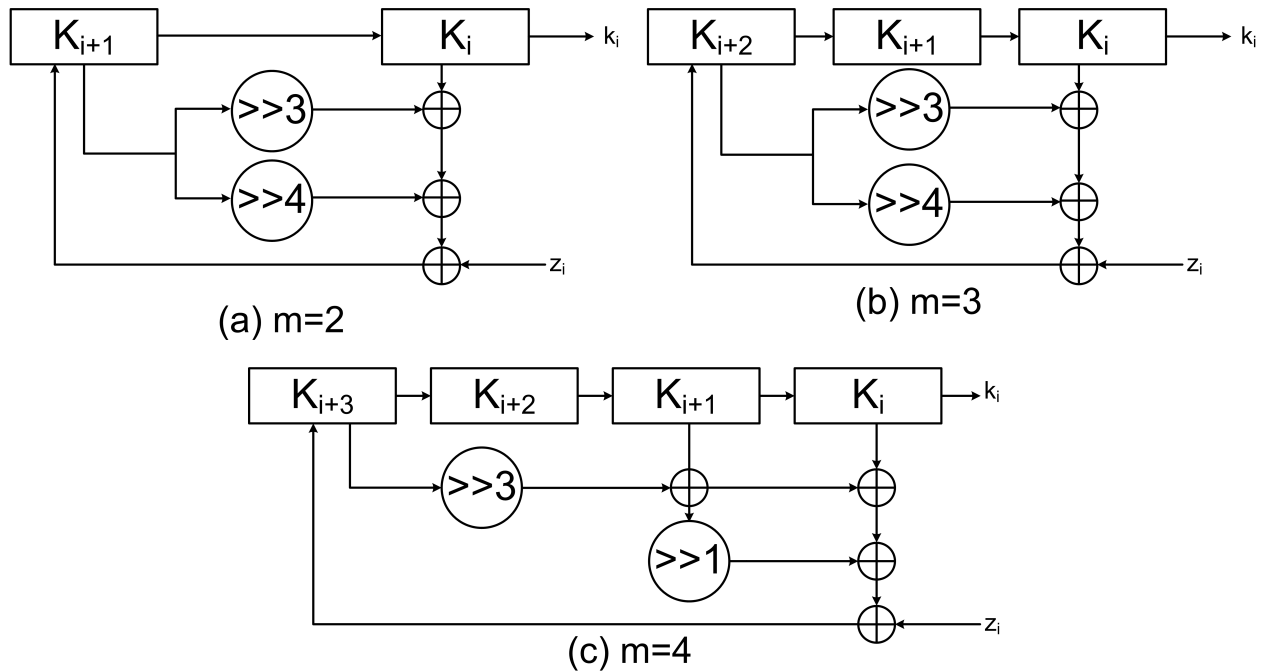 K_{i+1} K_i k_i
>>3
>>4
z_i
(a) m=2
K_{i+2} K_{i+1} K_i k_i
>>3
>>4
z_i
(b) m=3
K_{i+3} K_{i+2} K_{i+1} K_i k_i
>>3
>>1
z_i
(c) m=4